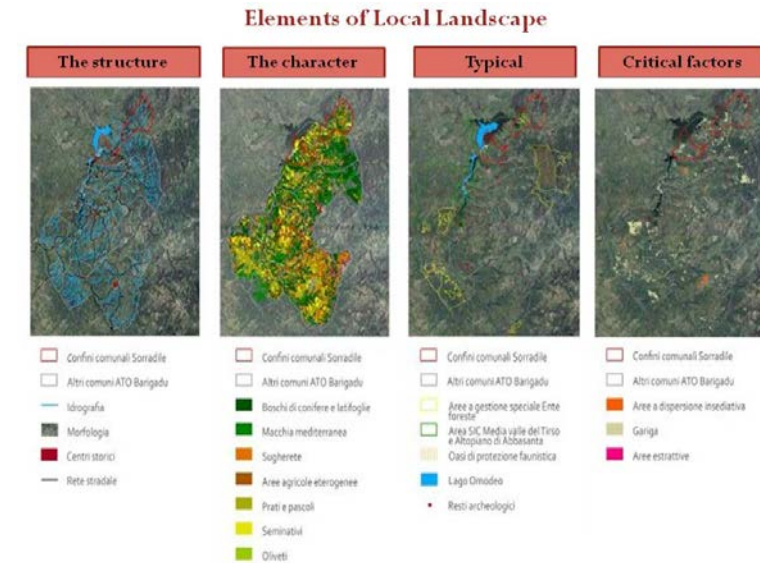 Elements of Local Landscape
The structure
The character
Typical
Critical factors
Confini comunali Sorradile
Altri comuni ATO Barigadu
Idrografia
Morfologia
Centri storici
Rete stradale
Confini comunali Sorradile
Altri comuni ATO Barigadu
Boschi di conifere e latifoglie
Macchia mediterranea
Sugherete
Aree agricole eterogenee
Prati e pascoli
Seminativi
Oliveti
Confini comunali Sorradile
Altri comuni ATO Barigadu
Aree a gestione speciale Ente
foreste
Area SIC Media valle del Tirso
e Altopiano di Abbasanta
Oasi di protezione faunistica
Lago Omodeo
Resti archeologici
Confini comunali Sorradile
Altri comuni ATO Barigadu
Aree a dispersione insediativa
Gariga
Aree estrattive